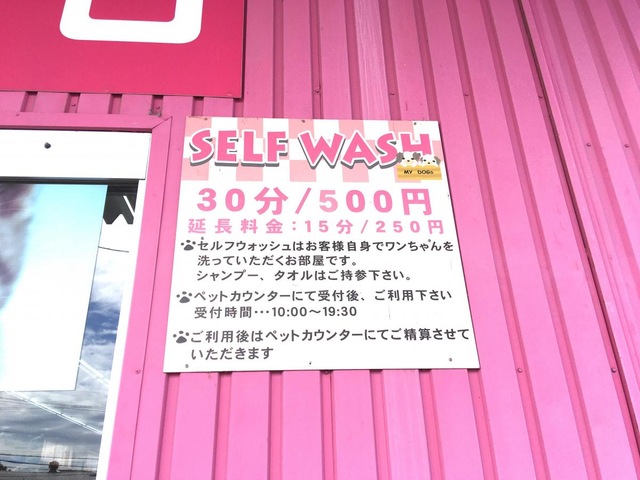 SELF WASH
MY DOGS
30分/500円
延長料金:15分/250円
セルフウォッシュはお客様自身でワンちゃんを
洗っていただくお部屋です。
シャンプー、タオルはご持参下さい。
ペットカウンターにて受付後、ご利用下さい
受付時間･･･10:00〜19:30
ご利用後はペットカウンターにてご精算させて
いただきます